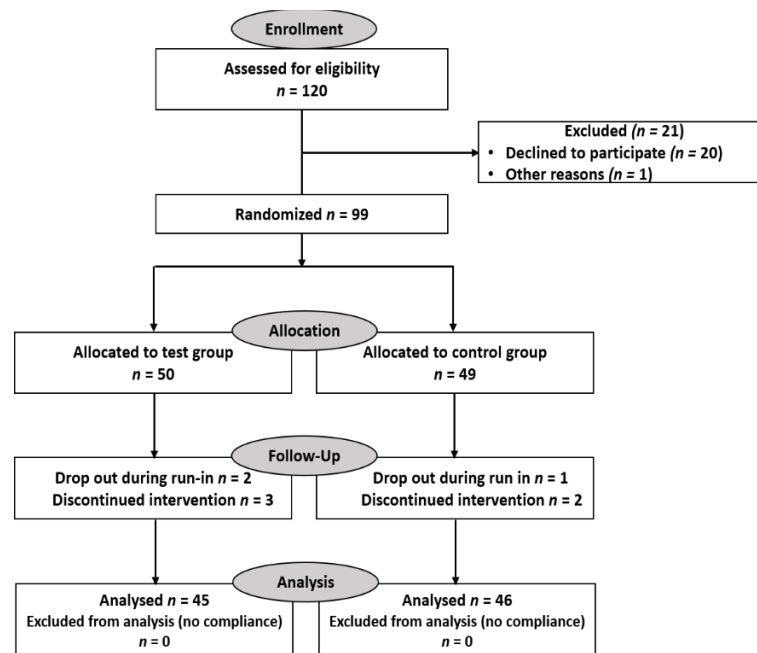 Enrollment
Assessed for eligibility
n = 120
Excluded (n = 21)
• Declined to participate (n = 20)
• Other reasons (n = 1)
Randomized n = 99
Allocation
Allocated to test group
n = 50
Allocated to control group
n = 49
Follow-Up
Drop out during run-in n = 2
Discontinued intervention n = 3
Drop out during run in n = 1
Discontinued intervention n = 2
Analysis
Analysed n = 45
Excluded from analysis (no compliance)
n = 0
Analysed n = 46
Excluded from analysis (no compliance)
n = 0